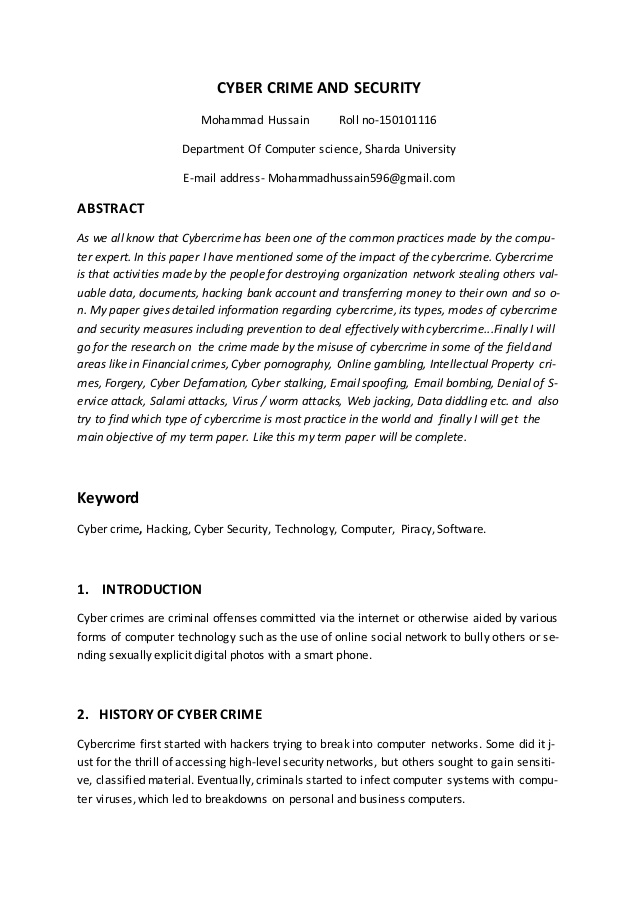 CYBER CRIME AND SECURITY
Mohammad Hussain Roll no-150101116
Department Of Computer science, Sharda University
E-mail address- Mohammadhussain596@gmail.com
ABSTRACT
As we all know that Cybercrime has been one of the common practices made by the compu-
ter expert. In this paper I have mentioned some of the impact of the cybercrime. Cybercrime
is that activities made by the people for destroying organization network stealing others val-
uable data, documents, hacking bank account and transferring money to their own and so o-
n. My paper gives detailed information regarding cybercrime, its types, modes of cybercrime
and security measures including prevention to deal effectively with cybercrime...Finally I will
go for the research on the crime made by the misuse of cybercrime in some of the field and
areas like in Financial crimes, Cyber pornography, Online gambling, Intellectual Property cri-
mes, Forgery, Cyber Defamation, Cyber stalking, Email spoofing, Email bombing, Denial of S-
ervice attack, Salami attacks, Virus / worm attacks, Web jacking, Data diddling etc. and also
try to find which type of cybercrime is most practice in the world and finally I will get the
main objective of my term paper. Like this my term paper will be complete.
Keyword
Cyber crime, Hacking, Cyber Security, Technology, Computer, Piracy, Software.
1. INTRODUCTION
Cyber crimes are criminal offenses committed via the internet or otherwise aided by various
forms of computer technology such as the use of online social network to bully others or se-
nding sexually explicit digital photos with a smart phone.
2. HISTORY OF CYBER CRIME
Cybercrime first started with hackers trying to break into computer networks. Some did it j-
ust for the thrill of accessing high-level security networks, but others sought to gain sensiti-
ve, classified material. Eventually, criminals started to infect computer systems with compu-
ter viruses, which led to breakdowns on personal and business computers.